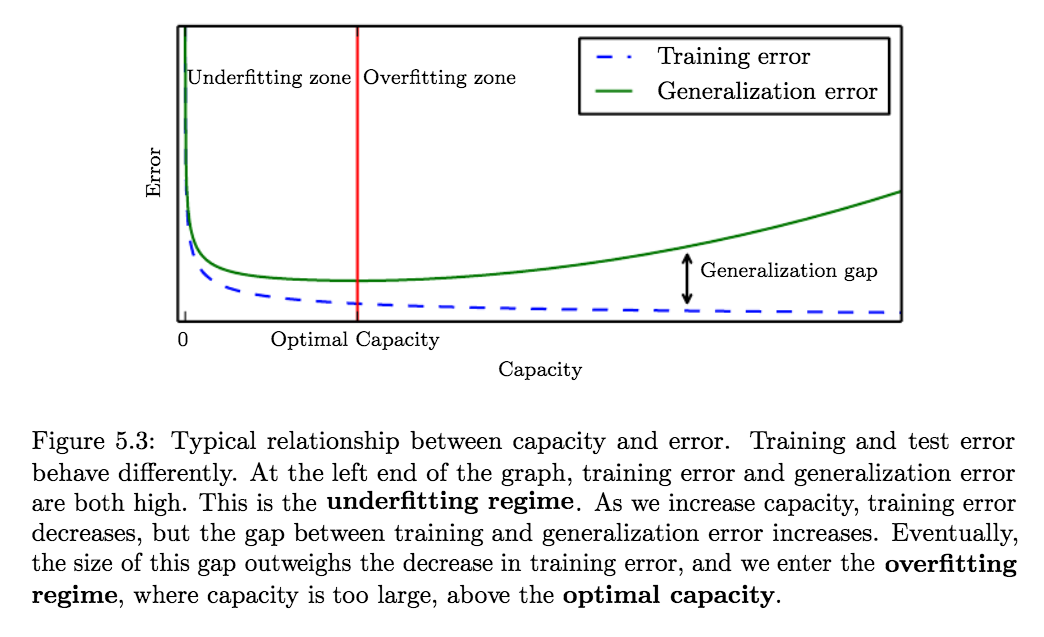 Underfitting zone
Overfitting zone
Training error
Generalization error
Error
Generalization gap
0
Optimal Capacity
Capacity
Figure 5.3: Typical relationship between capacity and error. Training and test error
behave differently. At the left end of the graph, training error and generalization error
are both high. This is the underfitting regime. As we increase capacity, training error
decreases, but the gap between training and generalization error increases. Eventually,
the size of this gap outweighs the decrease in training error, and we enter the overfitting
regime, where capacity is too large, above the optimal capacity.